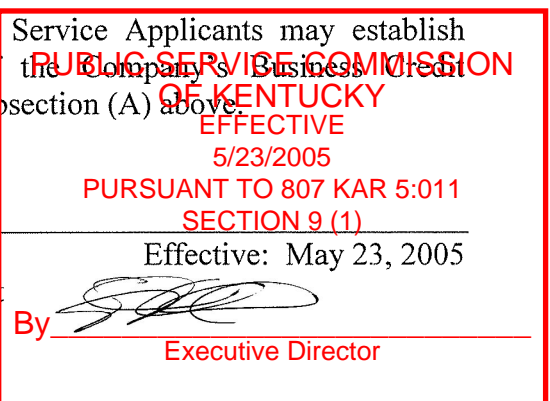 Service Applicants may establish
the Company's Business Credit
PUBLIC SERVICE COMMISSION
osection (A) above.
OF KENTUCKY
EFFECTIVE
5/23/2005
PURSUANT TO 807 KAR 5:011
SECTION 9 (1)
Effective: May 23, 2005
By
Executive Director